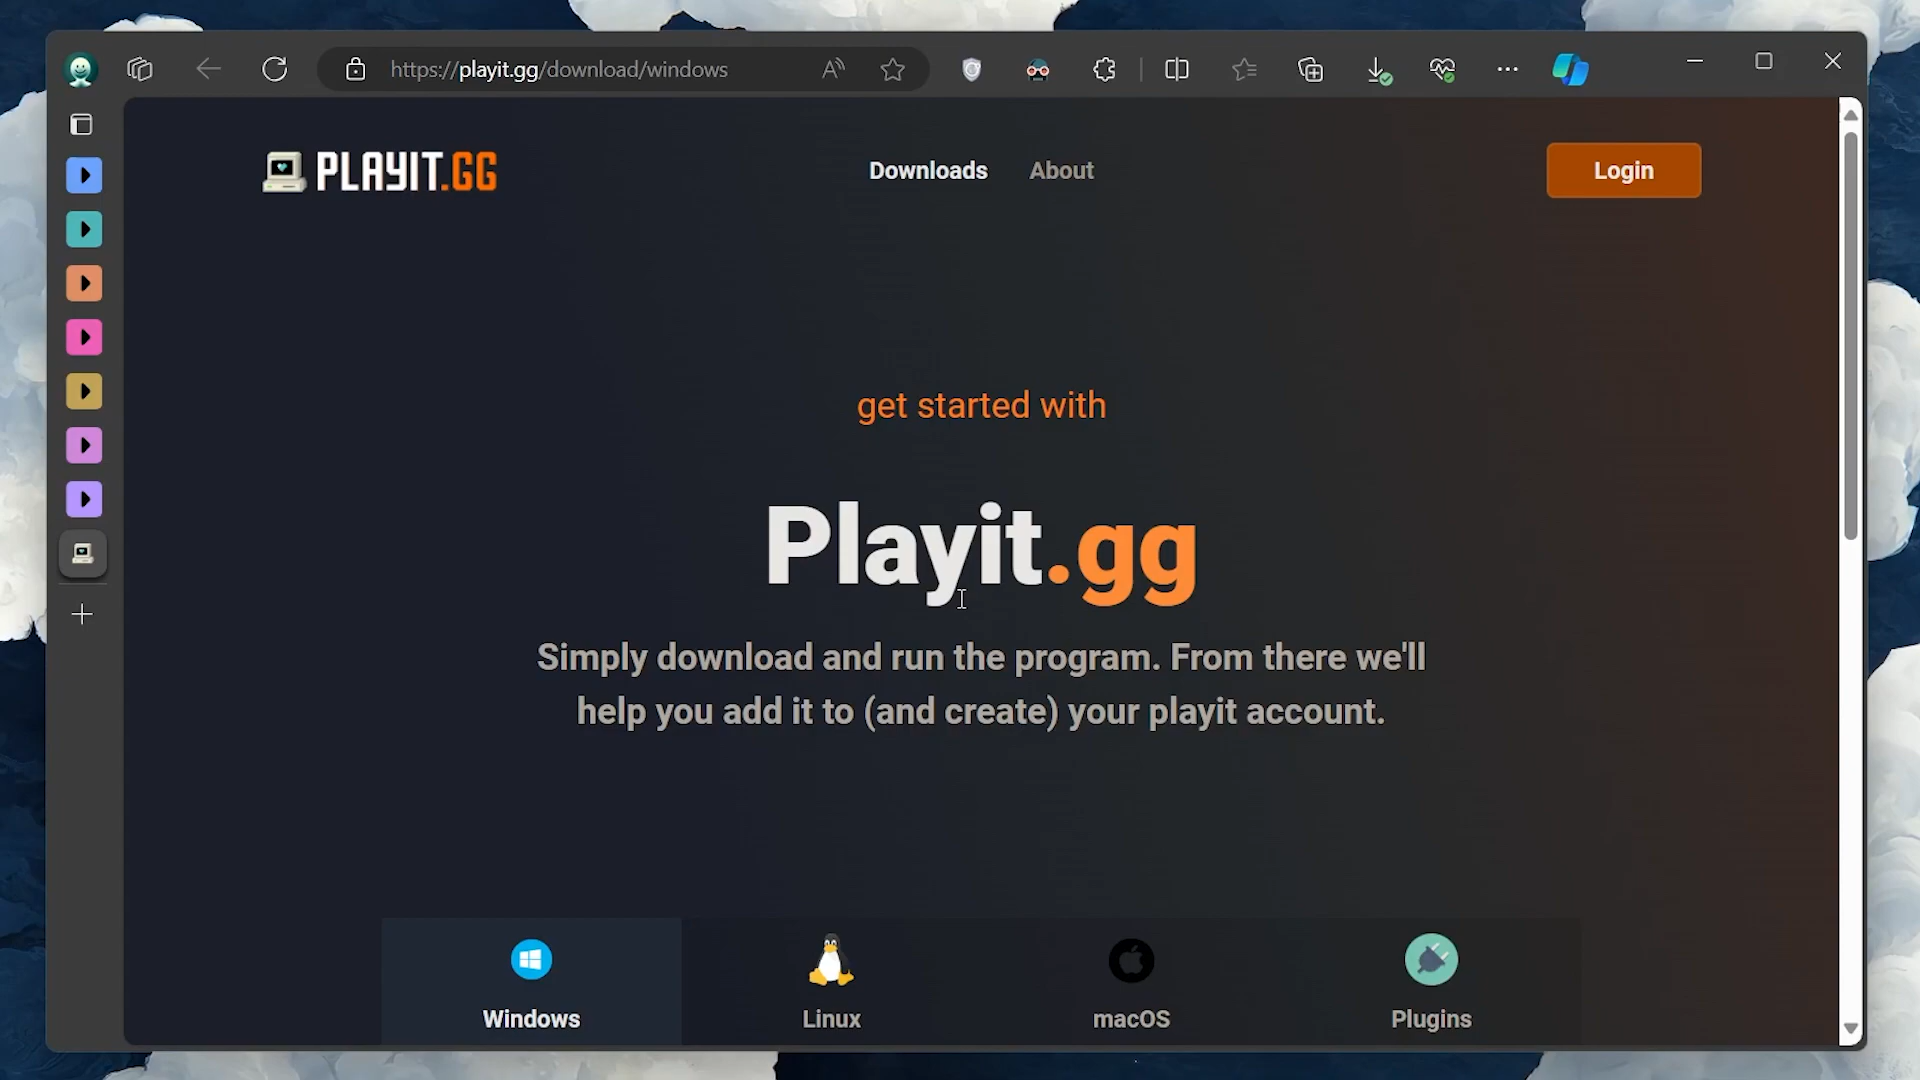 https://playit.gg/download/windows
PLAYIT.GG
Downloads
About
Login
get started with
Playit.gg
Simply download and run the program. From there we'll
help you add it to (and create) your playit account.
Windows
Linux
macOS
Plugins